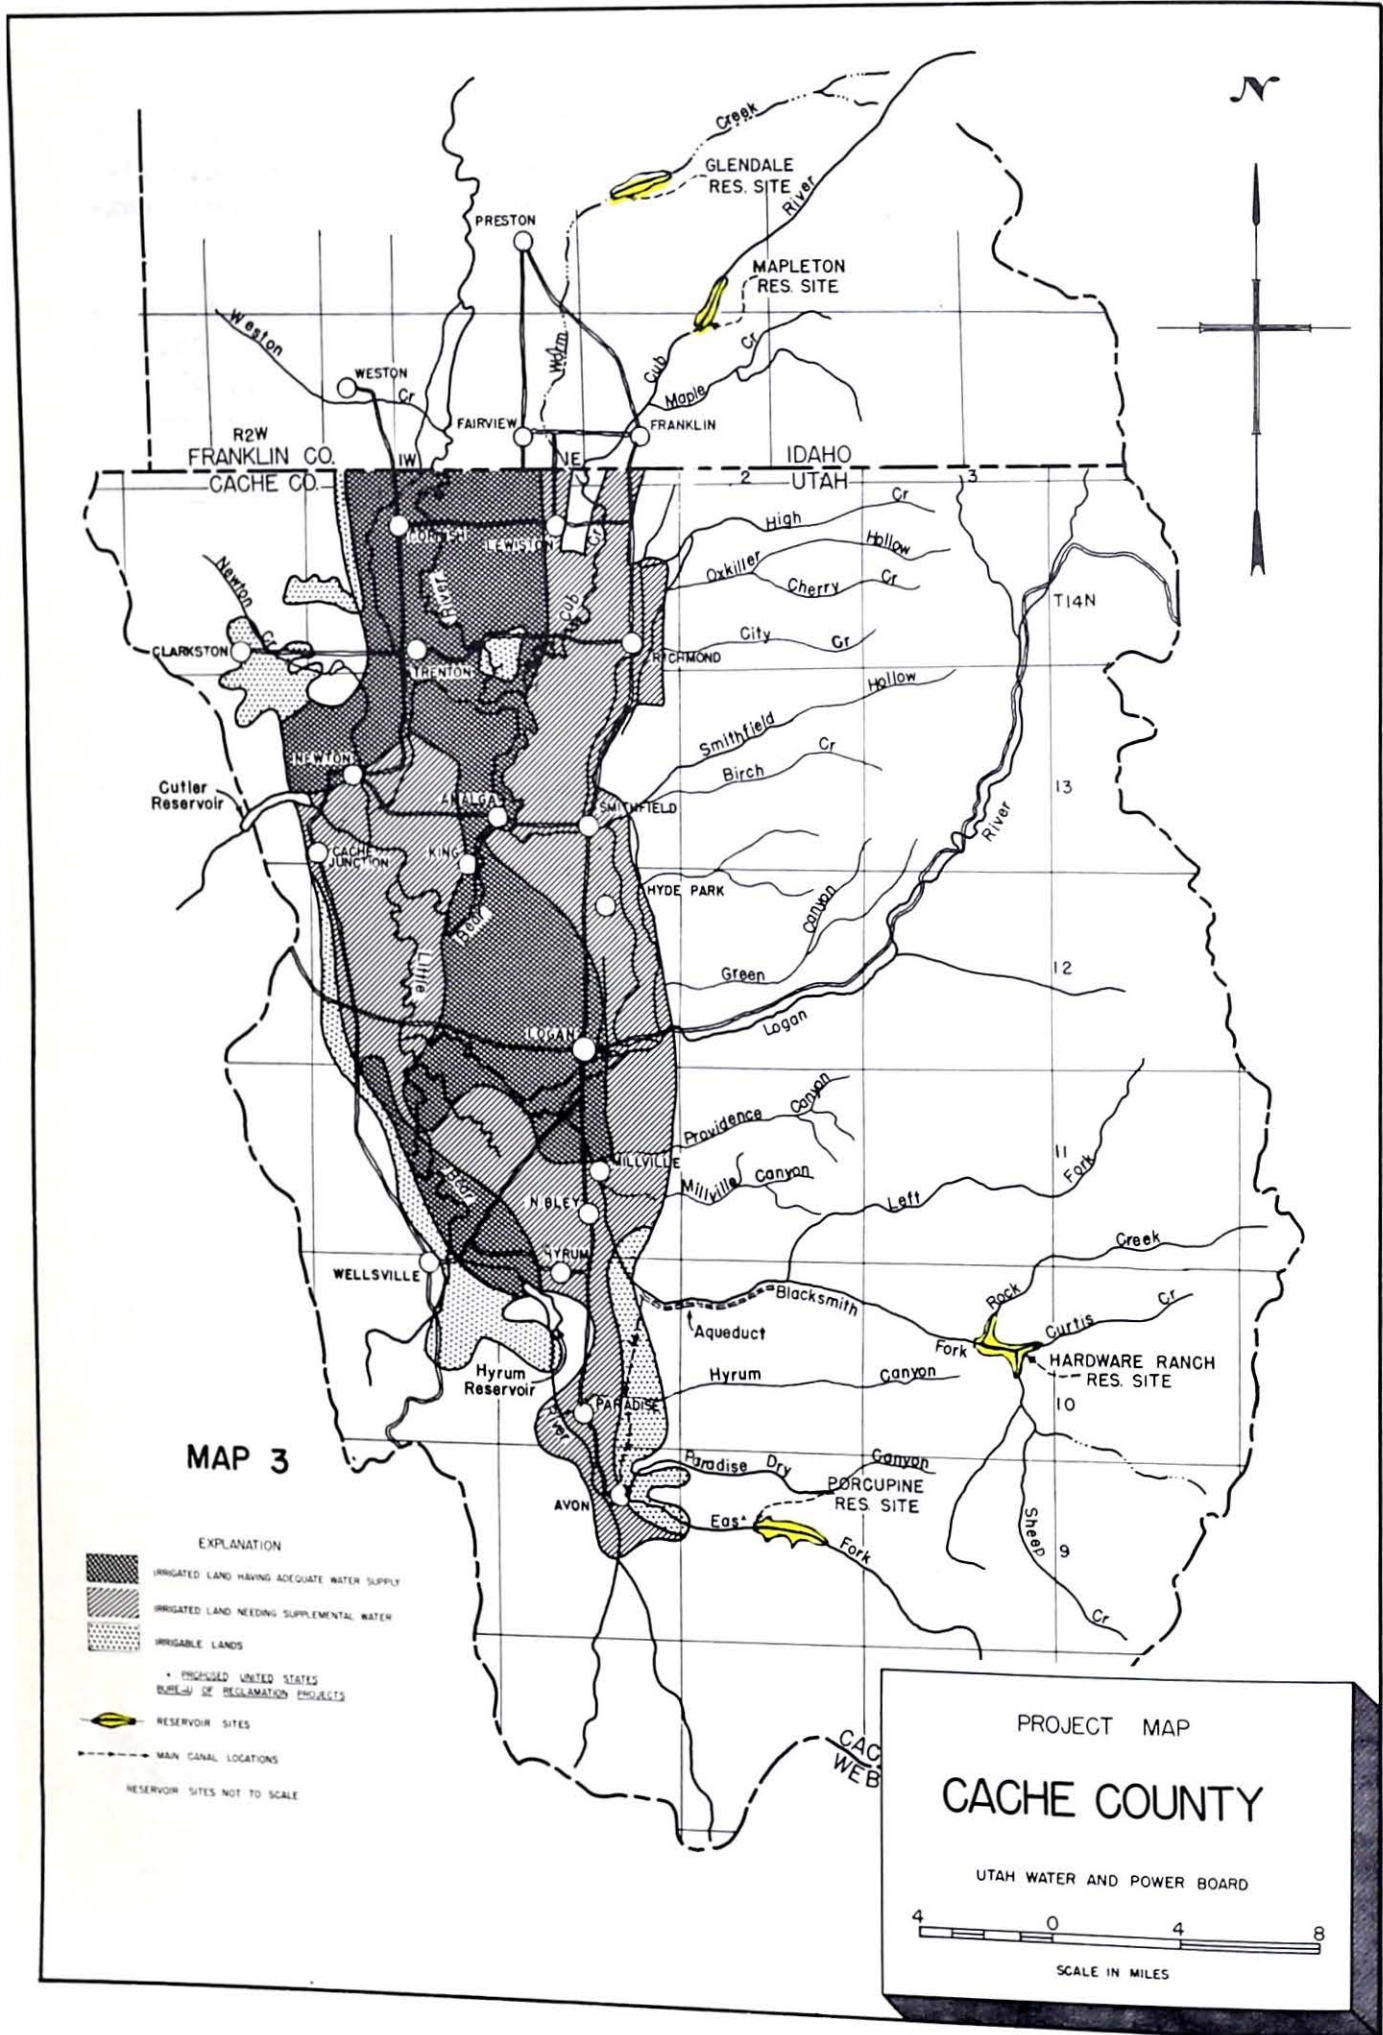 N
Creek
GLENDALE
RES. SITE
River
PRESTON
MAPLETON
RES. SITE
Weston
Worm
Cub
Cr
Maple
WESTON
Cr
FAIRVIEW
FRANKLIN
R2W
FRANKLIN CO.
IW
IE
IDAHO
CACHE CO.
2
UTAH
3
Cr
High
CORNISH
LEWISTON
Cr
Hollow
Oxkiller
Cherry
Cr
Newton
Cr
River
Cub
T14N
City
Cr
CLARKSTON
TRENTON
RICHMOND
Hollow
Smithfield
Cr
Birch
NEWTON
Cutler
Reservoir
AMALGA
SMITHFIELD
13
River
CACHE
JUNCTION
KING
HYDE PARK
Canyon
Bear
Little
Green
12
Logan
LOGAN
Canyon
Providence
11
Fork
MILLVILLE
Millville
Canyon
Bear
NIBLEY
Left
Creek
HYRUM
WELLSVILLE
Blacksmith
Rock
Cr
Curtis
Aqueduct
Fork
HARDWARE RANCH
RES. SITE
Hyrum
Reservoir
Hyrum
Canyon
10
River
PARADISE
MAP 3
Paradise
Dry
Canyon
PORCUPINE
RES. SITE
AVON
East
Fork
Sheep
9
Cr
EXPLANATION
IRRIGATED LAND HAVING ADEQUATE WATER SUPPLY
IRRIGATED LAND NEEDING SUPPLEMENTAL WATER
IRRIGABLE LANDS
• PROPOSED UNITED STATES
BUREAU OF RECLAMATION PROJECTS
RESERVOIR SITES
MAIN CANAL LOCATIONS
RESERVOIR SITES NOT TO SCALE
CAC
WEB
PROJECT MAP
CACHE COUNTY
UTAH WATER AND POWER BOARD
4 0 4 8
SCALE IN MILES